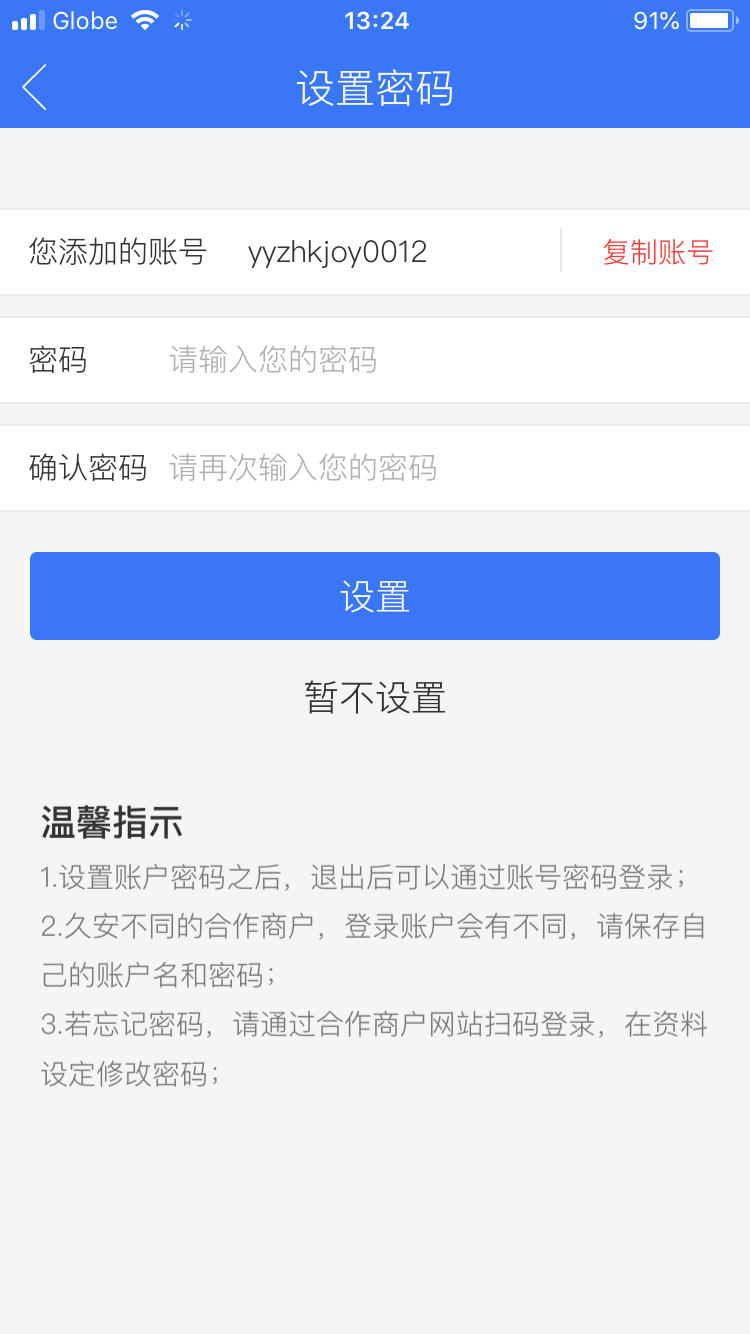 Globe 13:24 91%
设置密码
您添加的账号 yyzhkjoy0012 复制账号
密码 请输入您的密码
确认密码 请再次输入您的密码
设置
暂不设置
温馨指示
1.设置账户密码之后，退出后可以通过账号密码登录；
2.久安不同的合作商户，登录账户会有不同，请保存自
己的账户名和密码；
3.若忘记密码，请通过合作商户网站扫码登录，在资料
设定修改密码；